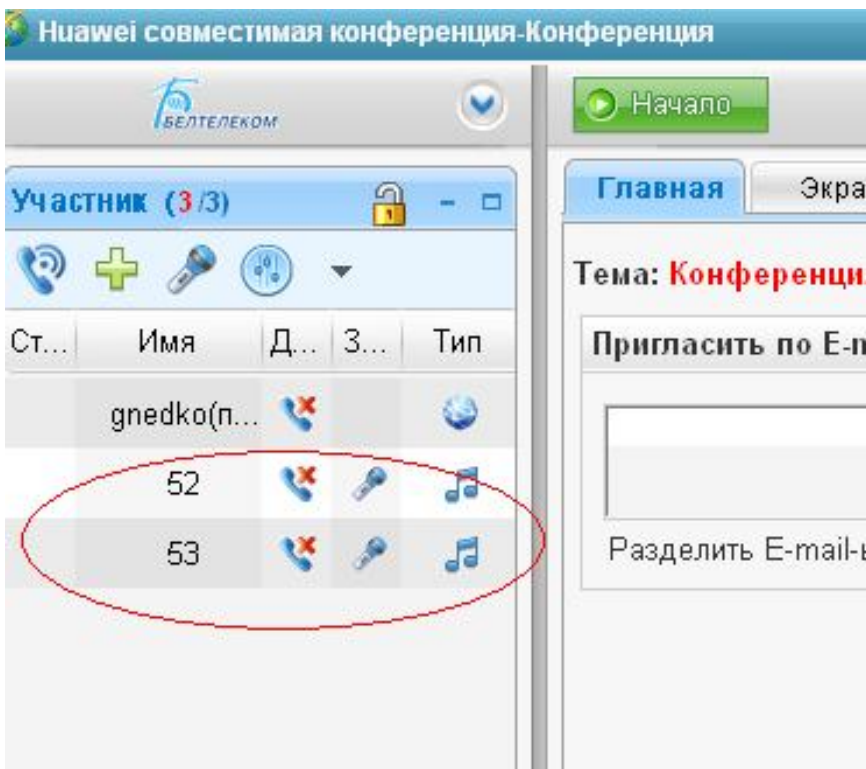 Huawei совместимая конференция-Конференция
БЕЛТЕЛЕКОМ
Начало
Участник (3/3)
Главная
Экра
Тема: Конференци
Ст... Имя Д... З... Тип
Пригласить по E-m
gnedko(п...
52
53
Разделить E-mail-